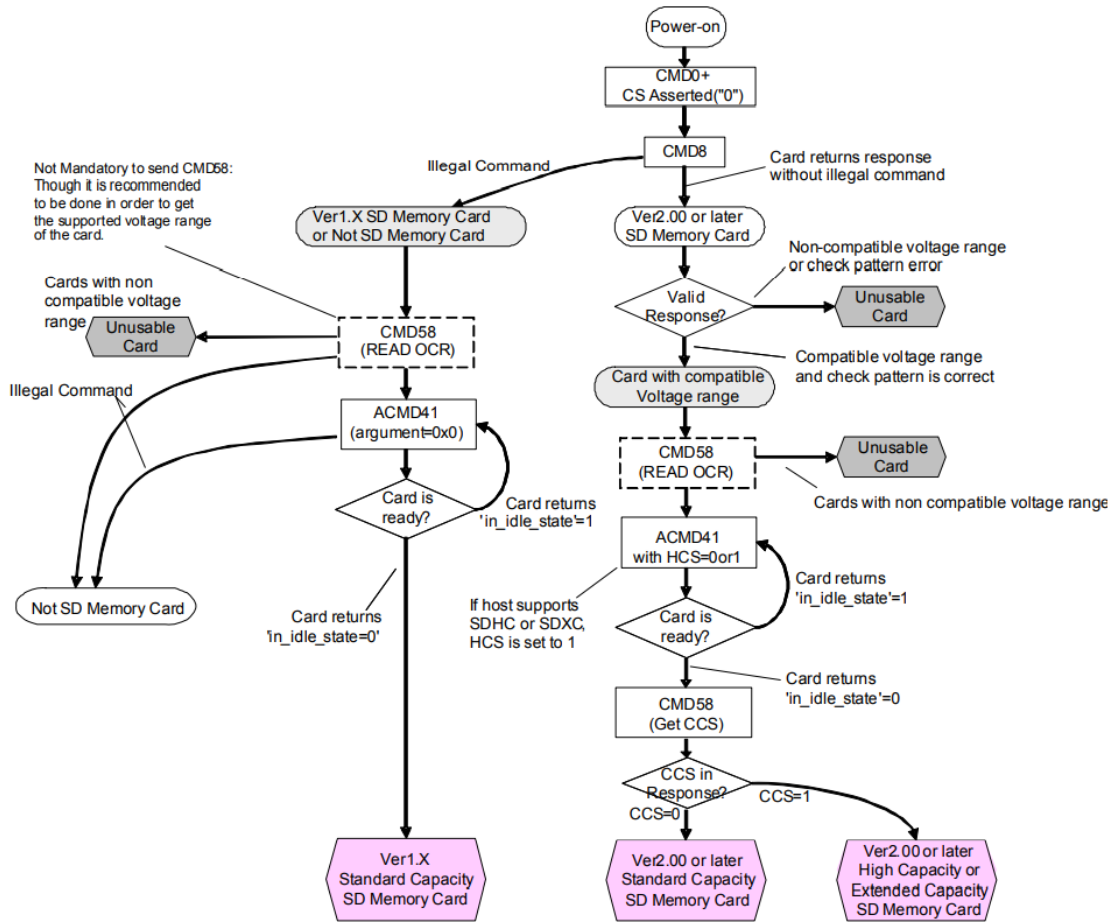 Power-on
CMD0+
CS Asserted("0")
CMD8
Illegal Command
Card returns response
without illegal command
Not Mandatory to send CMD58:
Though it is recommended
to be done in order to get
the supported voltage range
of the card.
Ver1.X SD Memory Card
or Not SD Memory Card
Ver2.00 or later
SD Memory Card
Non-compatible voltage range
or check pattern error
Cards with non
compatible voltage
range
Unusable
Card
CMD58
(READ OCR)
Valid
Response?
Unusable
Card
Compatible voltage range
and check pattern is correct
Illegal Command
Card with compatible
Voltage range
ACMD41
(argument=0x0)
CMD58
(READ OCR)
Unusable
Card
Cards with non compatible voltage range
Card is
ready?
Card returns
'in_idle_state'=1
ACMD41
with HCS=0or1
Card returns
'in_idle_state'=1
Not SD Memory Card
Card returns
'in_idle_state=0'
If host supports
SDHC or SDXC,
HCS is set to 1
Card is
ready?
Card returns
'in_idle_state'=0
CMD58
(Get CCS)
CCS in
Response?
CCS=0
CCS=1
Ver1.X
Standard Capacity
SD Memory Card
Ver2.00 or later
Standard Capacity
SD Memory Card
Ver2.00 or later
High Capacity or
Extended Capacity
SD Memory Card